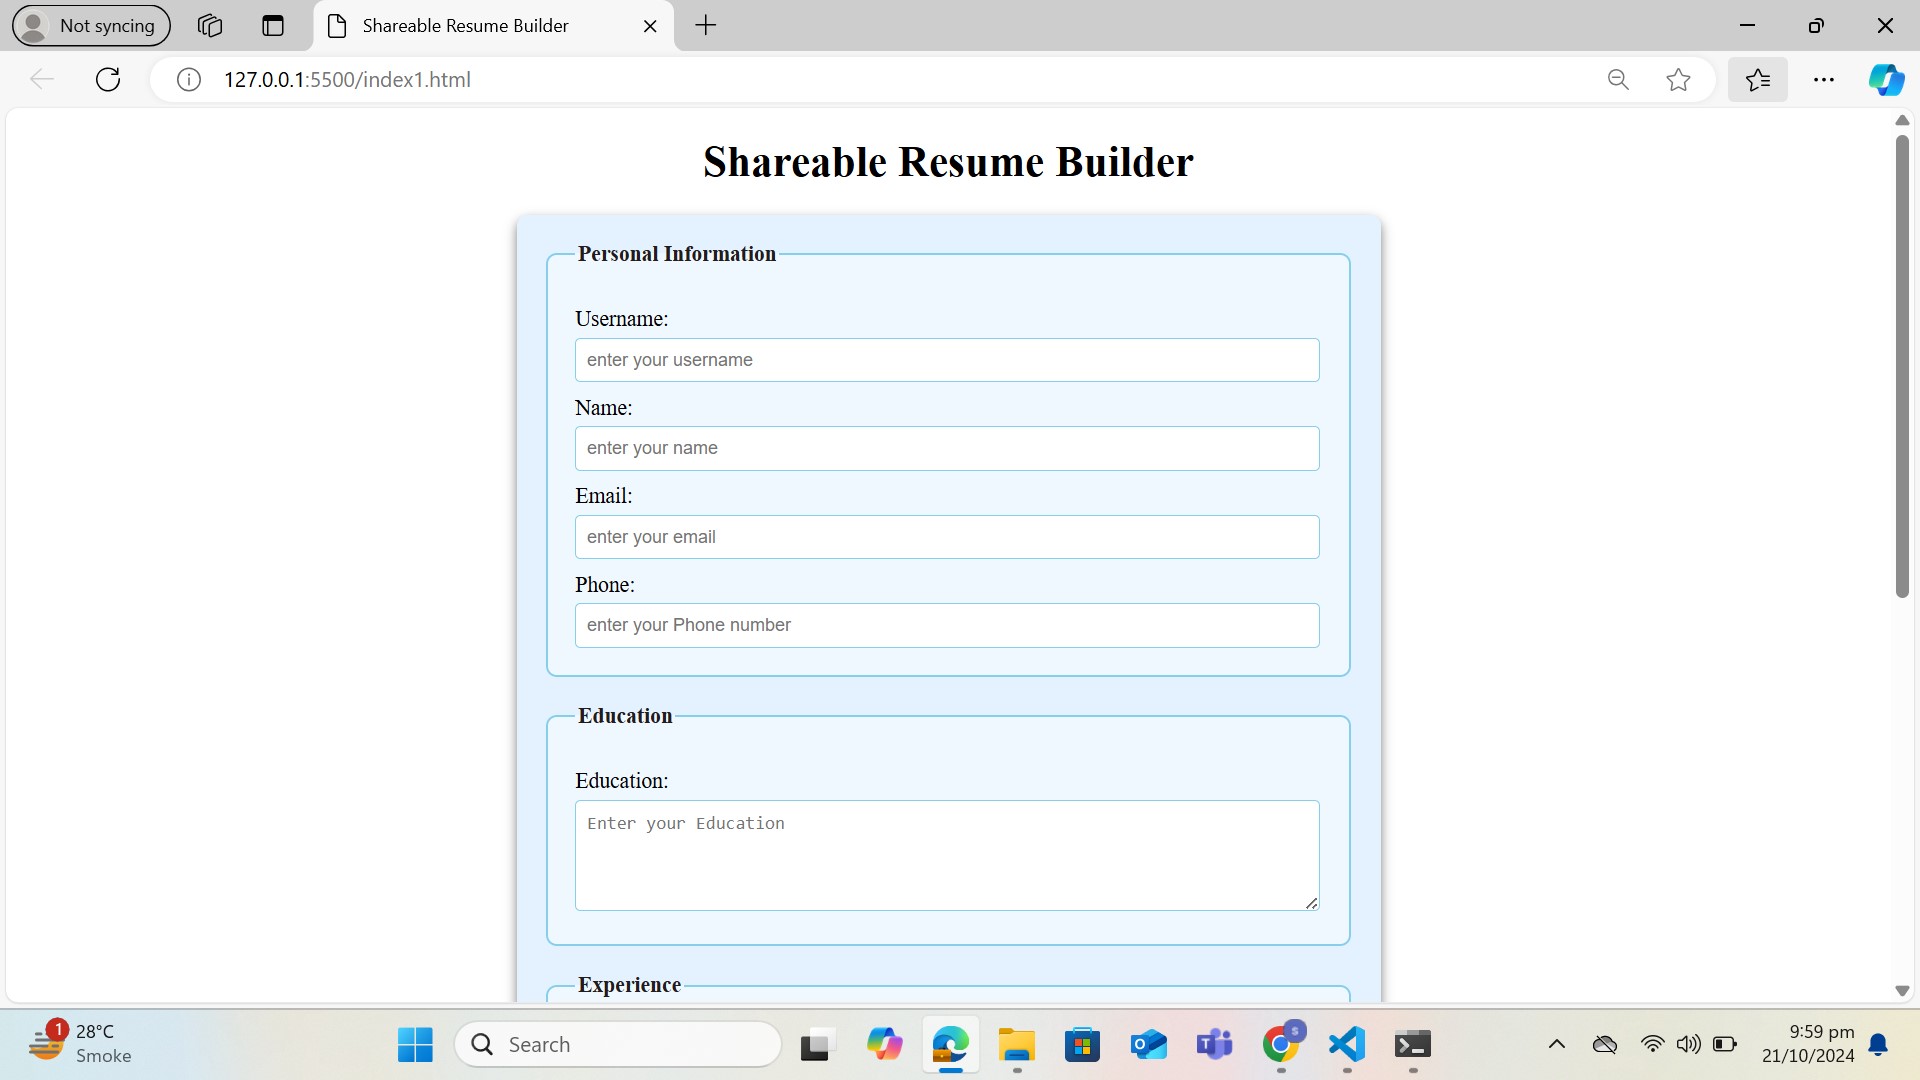 Not syncing
Shareable Resume Builder
127.0.0.1:5500/index1.html
Shareable Resume Builder
Personal Information
Username:
enter your username
Name:
enter your name
Email:
enter your email
Phone:
enter your Phone number
Education
Education:
Enter your Education
Experience
1
28°C
Smoke
Search
S
9:59 pm
21/10/2024